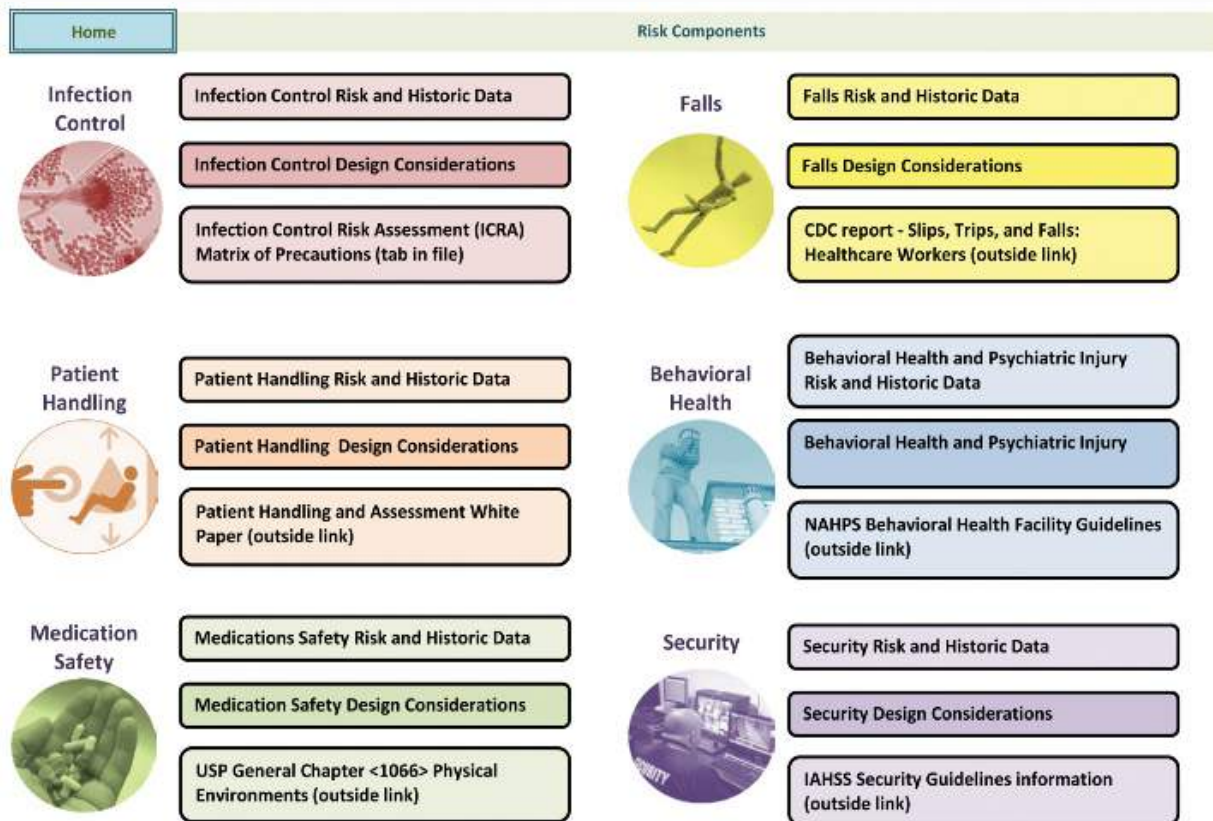 Home
Risk Components
Infection
Control
Infection Control Risk and Historic Data
Infection Control Design Considerations
Infection Control Risk Assessment (ICRA)
Matrix of Precautions (tab in file)
Falls
Falls Risk and Historic Data
Falls Design Considerations
CDC report - Slips, Trips, and Falls:
Healthcare Workers (outside link)
Patient
Handling
Patient Handling Risk and Historic Data
Patient Handling Design Considerations
Patient Handling and Assessment White
Paper (outside link)
Behavioral
Health
Behavioral Health and Psychiatric Injury
Risk and Historic Data
Behavioral Health and Psychiatric Injury
NAHPS Behavioral Health Facility Guidelines
(outside link)
Medication
Safety
Medications Safety Risk and Historic Data
Medication Safety Design Considerations
USP General Chapter <1066> Physical
Environments (outside link)
Security
SECURITY
Security Risk and Historic Data
Security Design Considerations
IAHSS Security Guidelines information
(outside link)